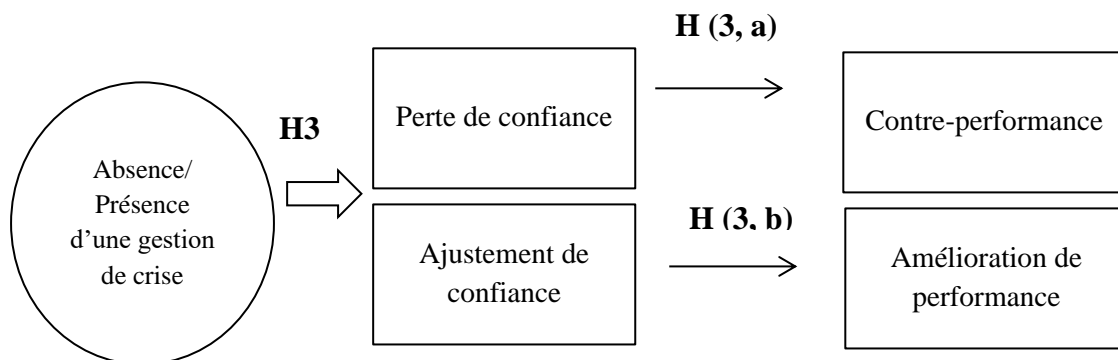 Absence/
Présence
d’une gestion
de crise
H3
Perte de confiance
H (3, a)
Contre-performance
Ajustement de
confiance
H (3, b)
Amélioration de
performance